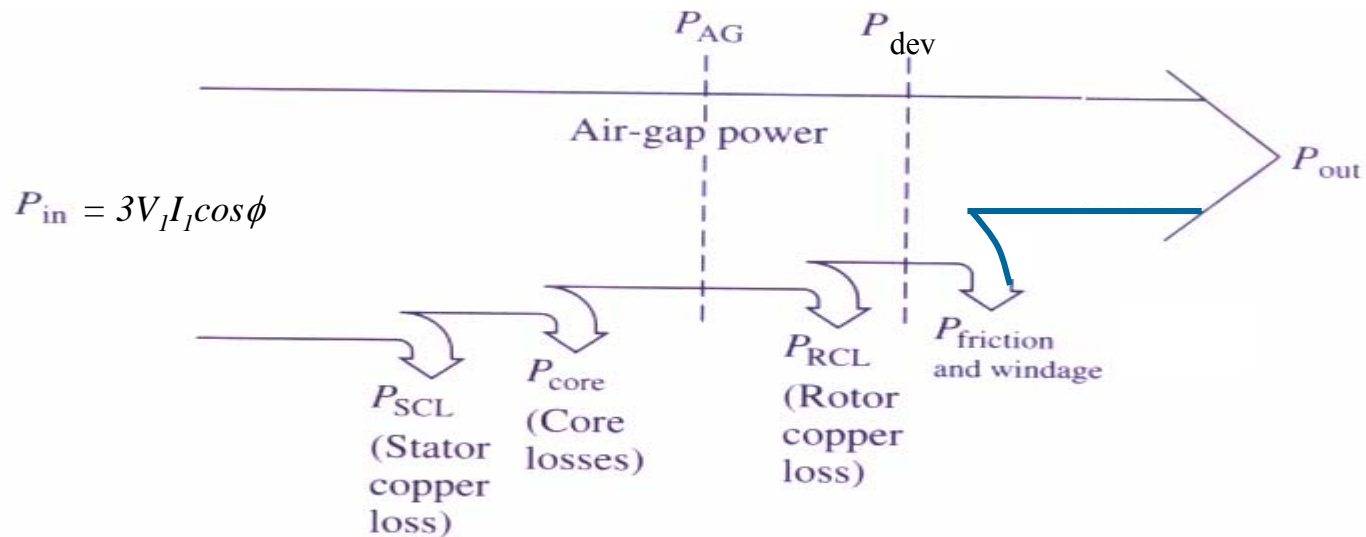 P_AG
P_dev
Air-gap power
P_out
P_in = 3V_1I_1cosϕ
P_SCL
(Stator
copper
loss)
P_core
(Core
losses)
P_RCL
(Rotor
copper
loss)
P_friction
and windage